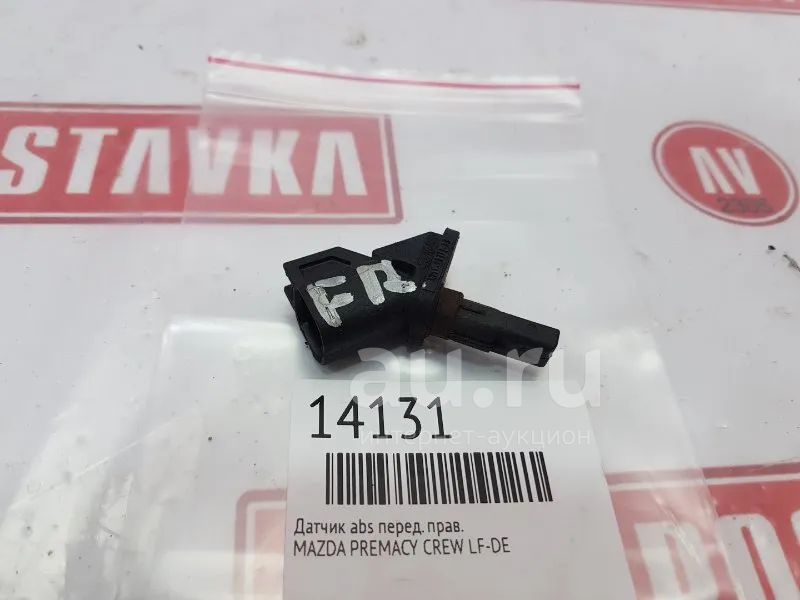 STAVKA
AV
2305
FR
au.ru
интернет-аукцион
14131
Датчик abs перед. прав.
MAZDA PREMACY CREW LF-DE